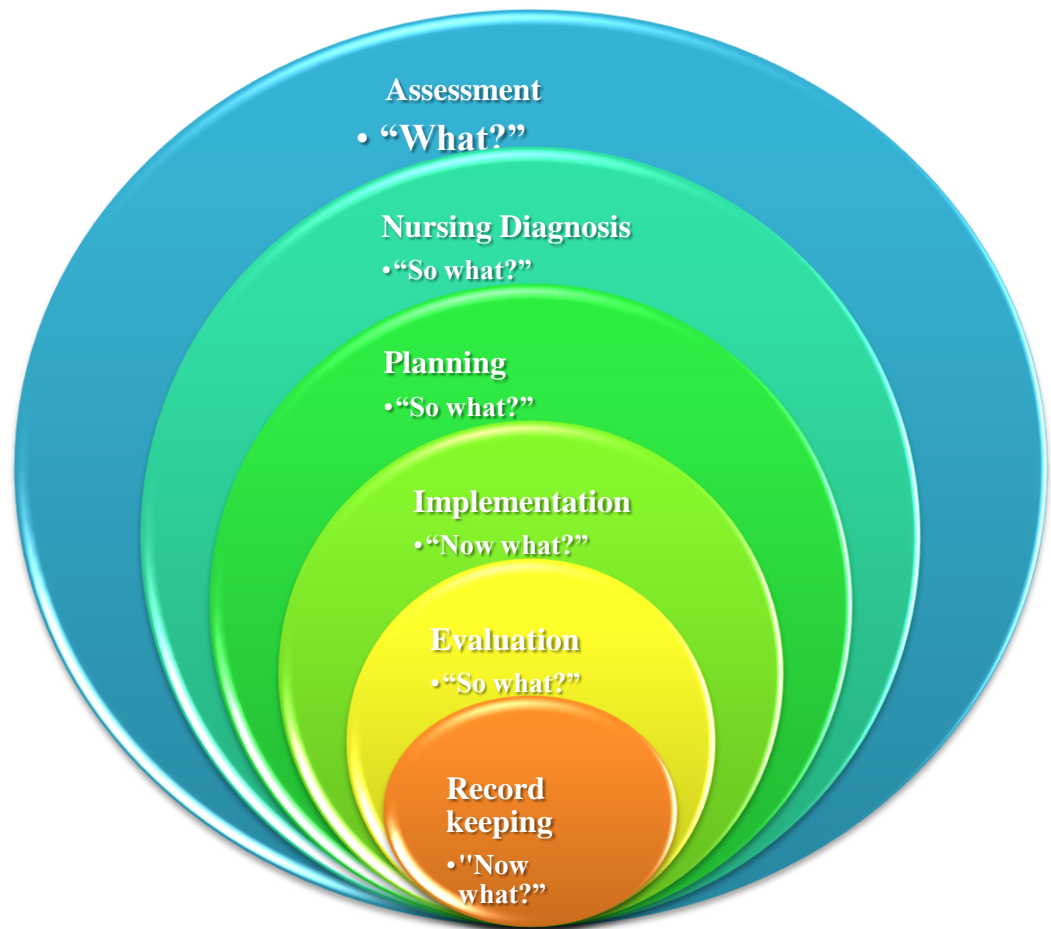 Assessment
• “What?”
Nursing Diagnosis
•“So what?”
Planning
•“So what?”
Implementation
•“Now what?”
Evaluation
•“So what?”
Record
keeping
•"Now
what?”